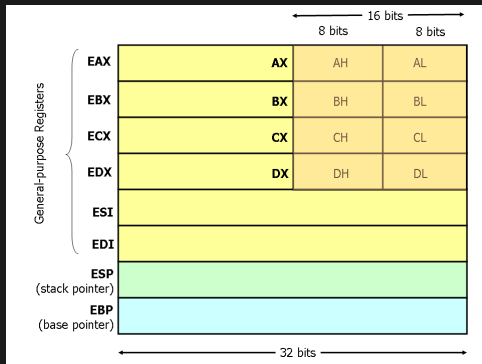 16 bits
8 bits 8 bits
General-purpose Registers
EAX AX AH AL
EBX BX BH BL
ECX CX CH CL
EDX DX DH DL
ESI
EDI
ESP
(stack pointer)
EBP
(base pointer)
32 bits